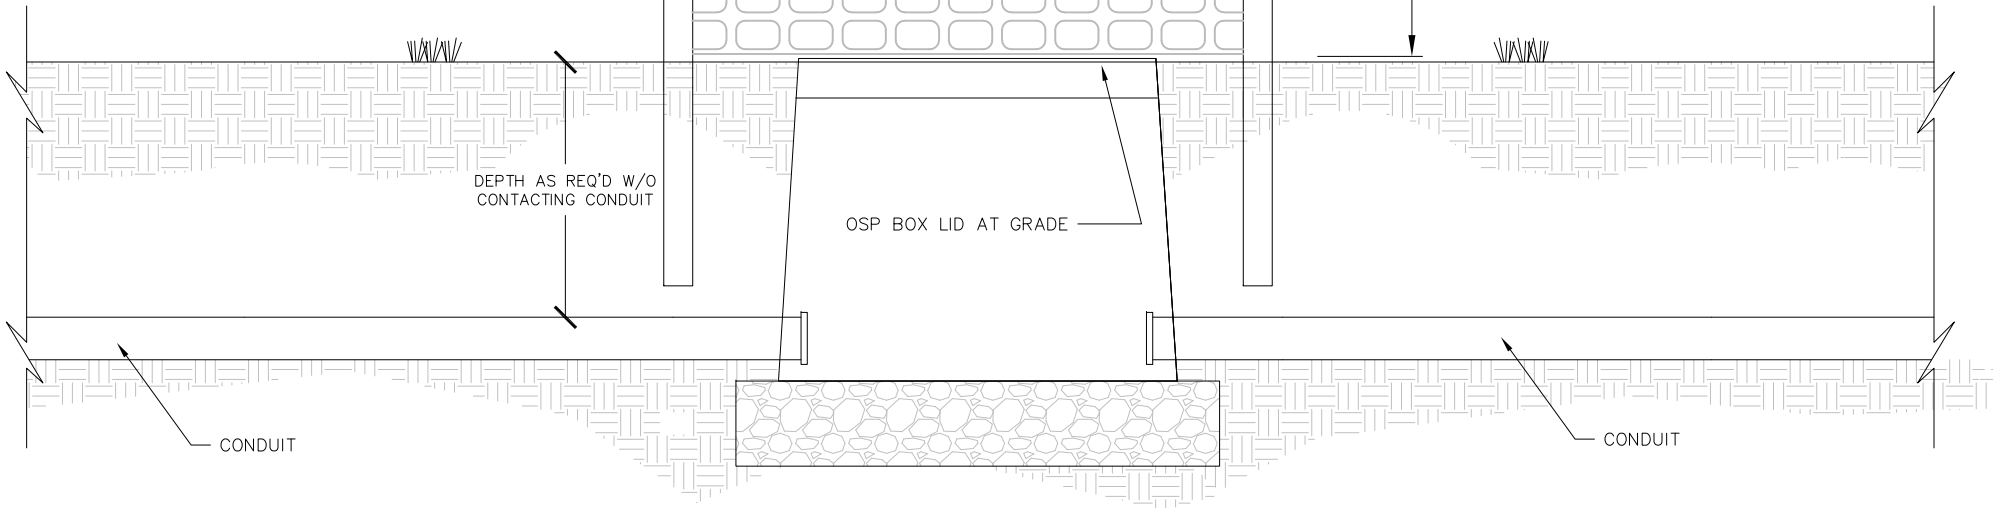 DEPTH AS REQ'D W/O
CONTACTING CONDUIT
OSP BOX LID AT GRADE
CONDUIT
CONDUIT